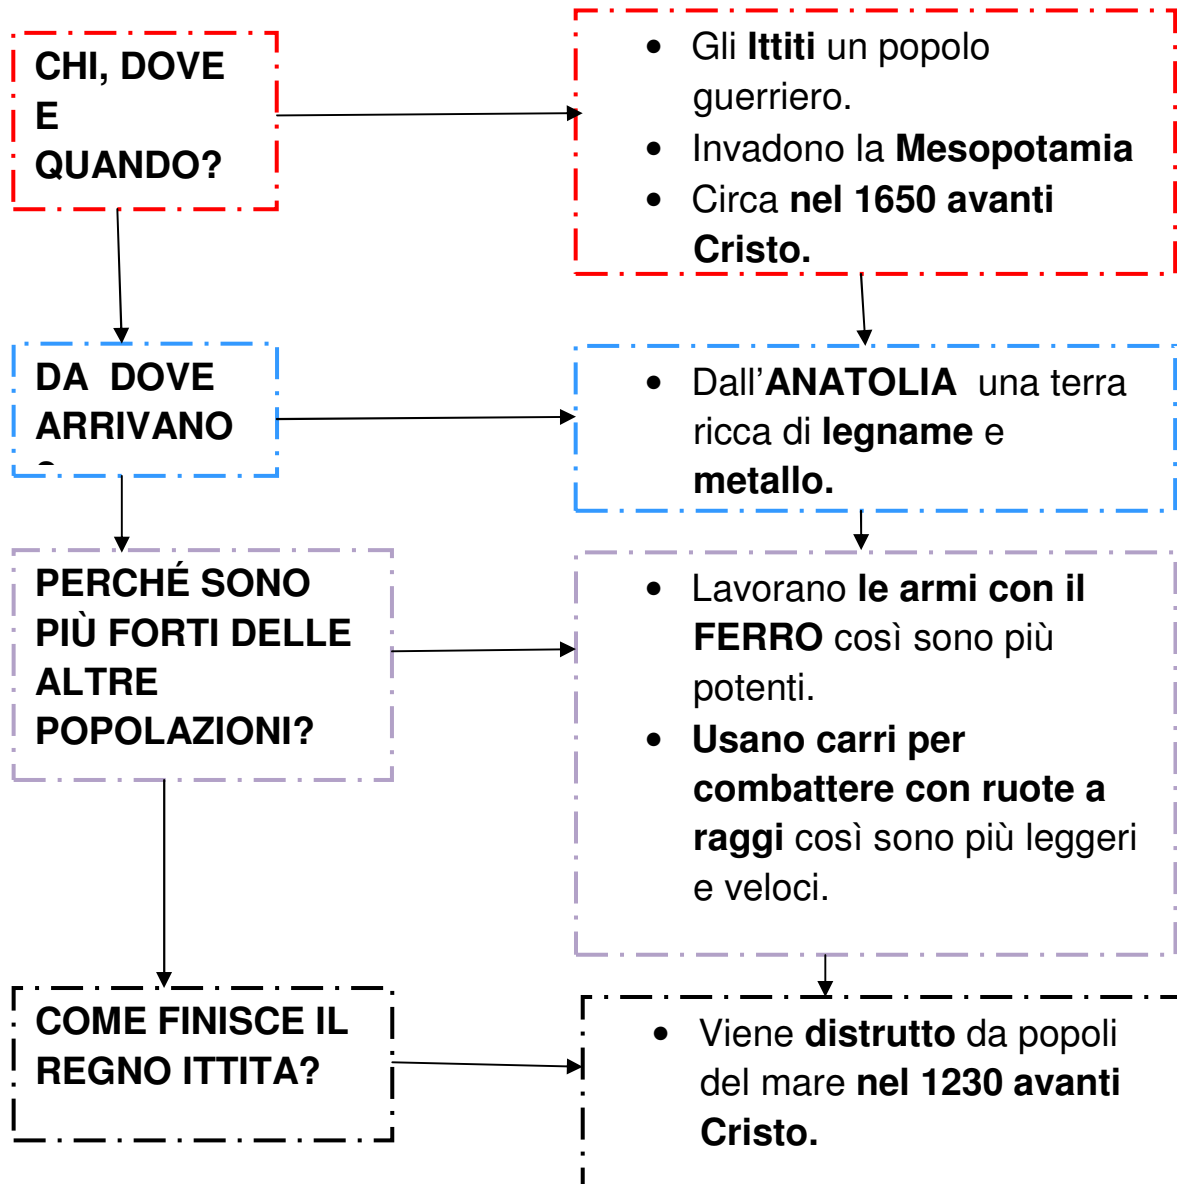 CHI, DOVE
E
QUANDO?
• Gli Ittiti un popolo
guerriero.
• Invadono la Mesopotamia
• Circa nel 1650 avanti
Cristo.
DA  DOVE
ARRIVANO
• Dall'ANATOLIA  una terra
ricca di legname e
metallo.
PERCHÉ SONO
PIÙ FORTI DELLE
ALTRE
POPOLAZIONI?
• Lavorano le armi con il
FERRO così sono più
potenti.
• Usano carri per
combattere con ruote a
raggi così sono più leggeri
e veloci.
COME FINISCE IL
REGNO ITTITA?
• Viene distrutto da popoli
del mare nel 1230 avanti
Cristo.